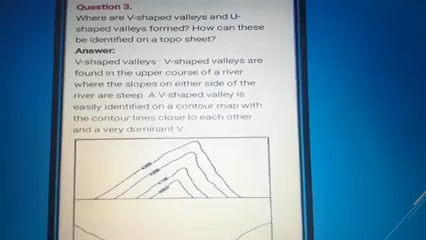 Question 3.
Where are V-shaped valleys and U-
shaped valleys formed? How can these
be identified on a topo sheet?
Answer:
V-shaped valleys : V-shaped valleys are
found in the upper course of a river
where the slopes on either side of the
river are steep. A V-shaped valley is
easily identified on a contour map with
the contour lines close to each other
and a very dominant V.